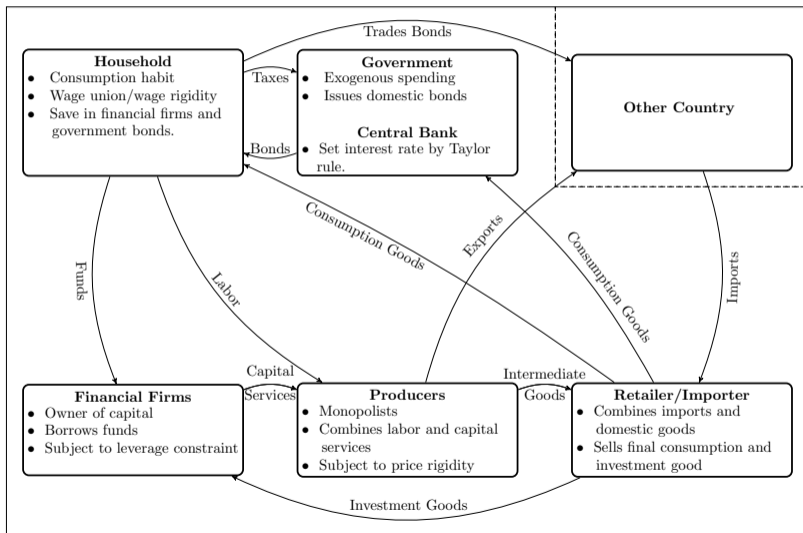 Trades Bonds
Household
• Consumption habit
• Wage union/wage rigidity
• Save in financial firms and
government bonds.
Taxes
Bonds
Government
• Exogenous spending
• Issues domestic bonds
Central Bank
• Set interest rate by Taylor
rule.
Other Country
Consumption Goods
Exports
Consumption Goods
Imports
Funds
Labor
Financial Firms
• Owner of capital
• Borrows funds
• Subject to leverage constraint
Capital
Services
Producers
• Monopolists
• Combines labor and capital
services
• Subject to price rigidity
Intermediate
Goods
Retailer/Importer
• Combines imports and
domestic goods
• Sells final consumption and
investment good
Investment Goods